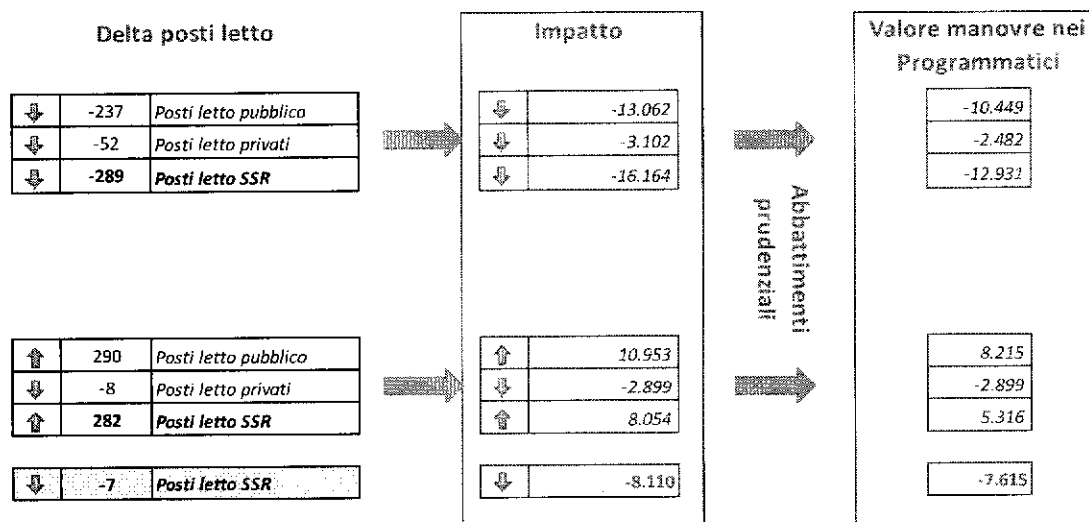 Delta posti letto
Impatto
Valore manovre nei
Programmatici
-237 Posti letto pubblico -13.062 -10.449
-52 Posti letto privati -3.102 -2.482
-289 Posti letto SSR -16.164 -12.931
Abbattimenti
prudenziali
290 Posti letto pubblico 10.953 8.215
-8 Posti letto privati -2.899 -2.899
282 Posti letto SSR 8.054 5.316
-7 Posti letto SSR -8.110 -7.615